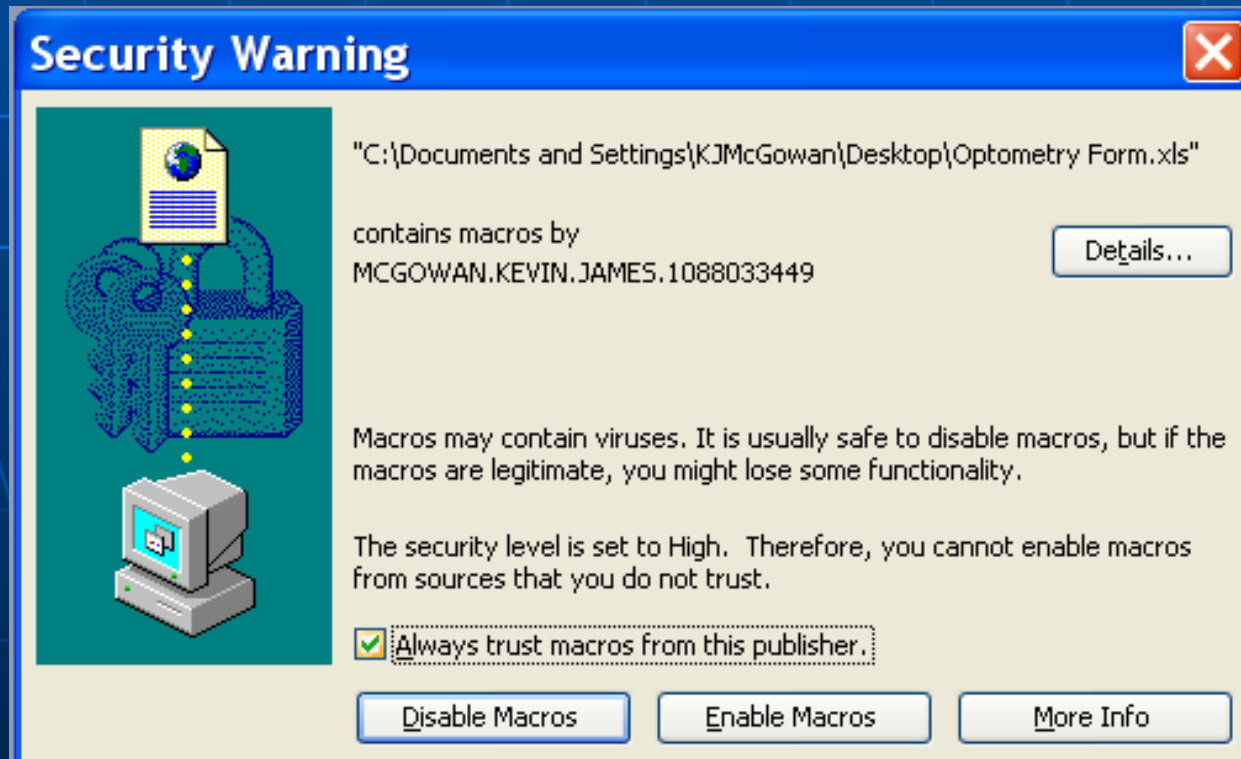 Security Warning
"C:\Documents and Settings\KJMcGowan\Desktop\Optometry Form.xls"
contains macros by
MCGOWAN.KEVIN.JAMES.1088033449
Details...
Macros may contain viruses. It is usually safe to disable macros, but if the
macros are legitimate, you might lose some functionality.
The security level is set to High. Therefore, you cannot enable macros
from sources that you do not trust.
Always trust macros from this publisher.
Disable Macros
Enable Macros
More Info